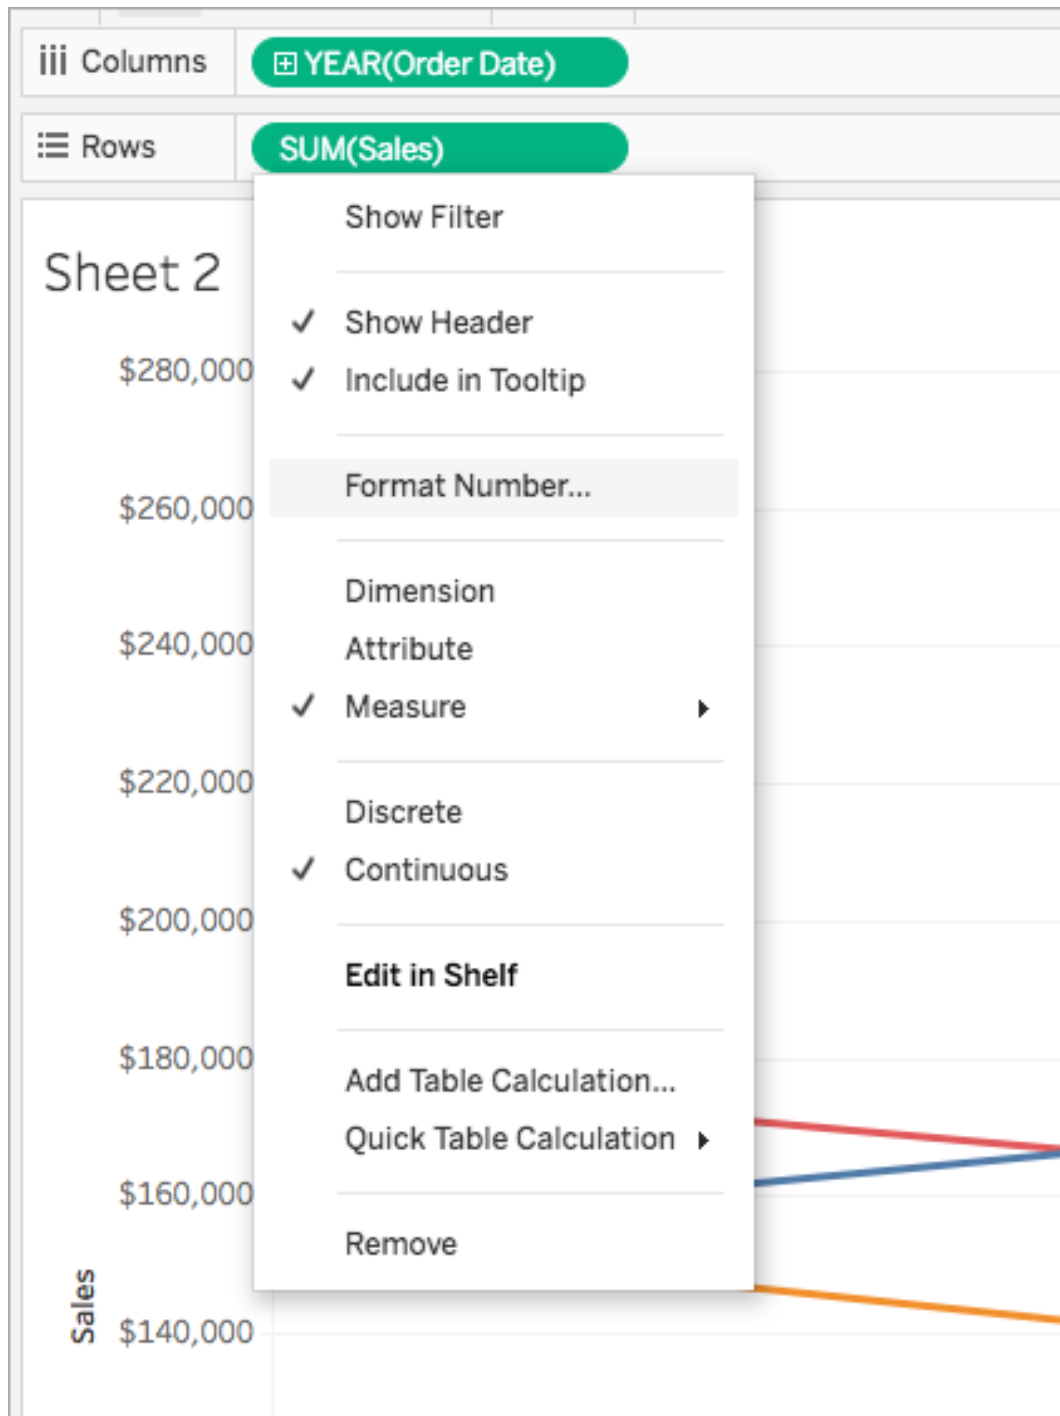 Columns
YEAR(Order Date)
Rows
SUM(Sales)
Sheet 2
Show Filter
Show Header
Include in Tooltip
Format Number...
Dimension
Attribute
Measure
Discrete
Continuous
Edit in Shelf
Add Table Calculation...
Quick Table Calculation
Remove
$280,000
$260,000
$240,000
$220,000
$200,000
$180,000
$160,000
$140,000
Sales